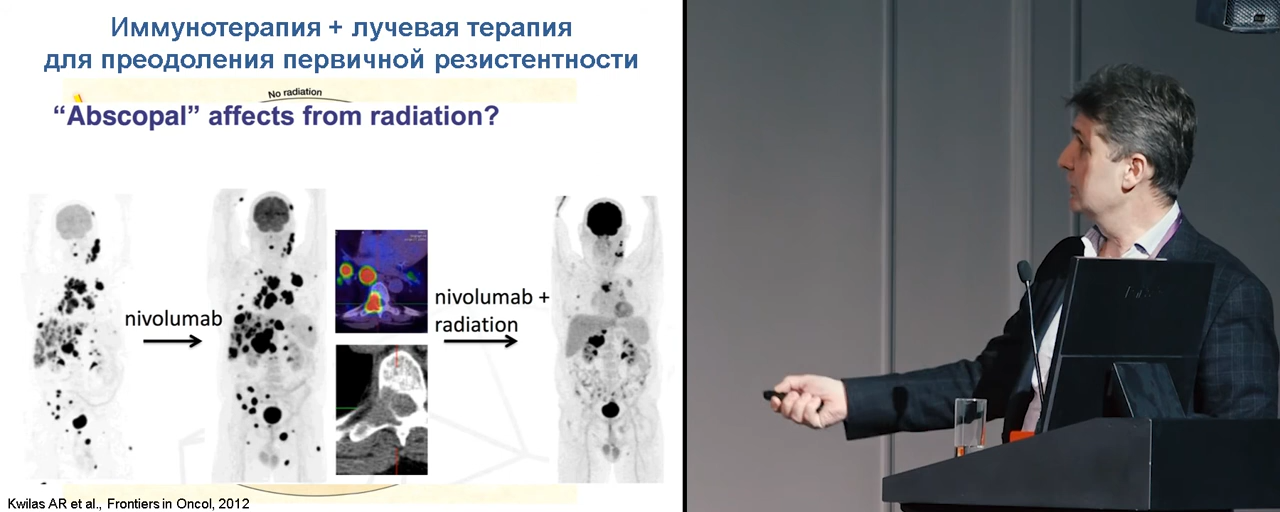 Иммунотерапия + лучевая терапия
для преодоления первичной резистентности
No radiation
“Abscopal” affects from radiation?
nivolumab
nivolumab +
radiation
Kwilas AR et al., Frontiers in Oncol, 2012